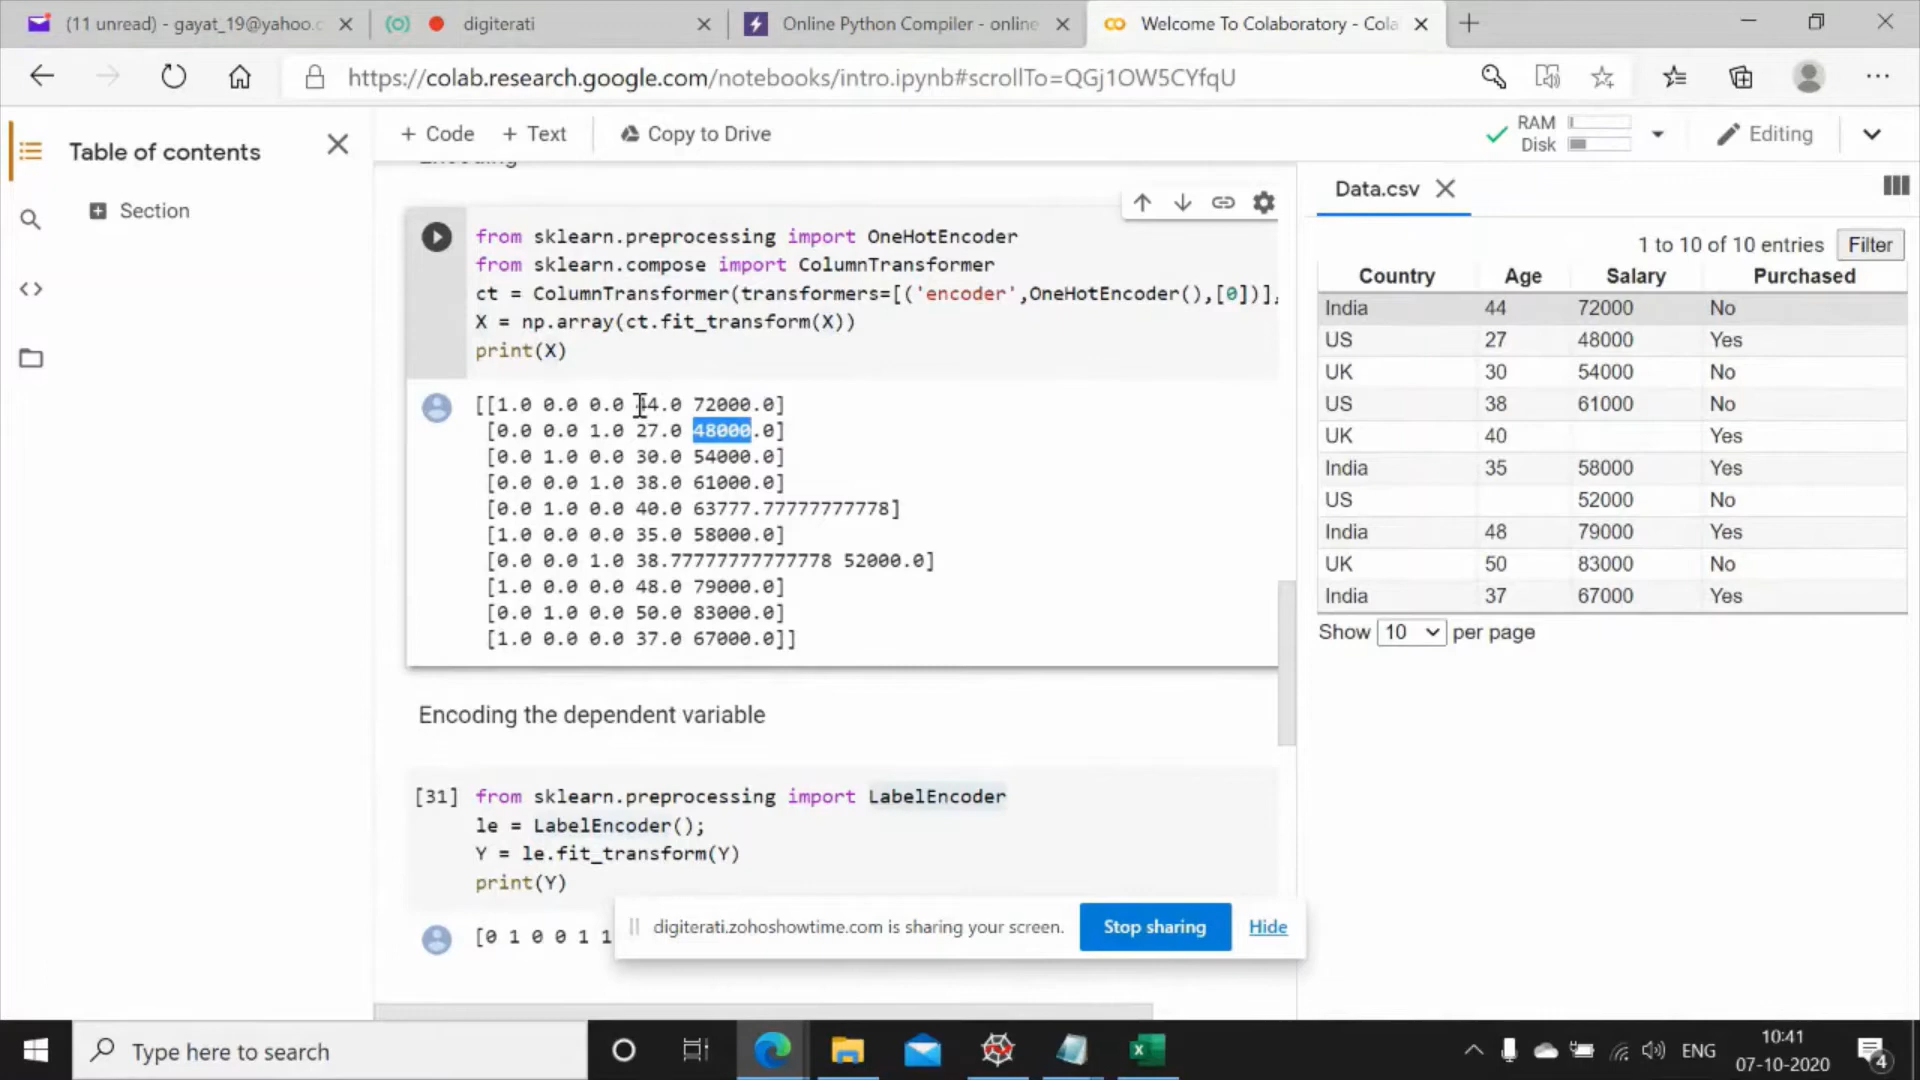 (11 unread) - gayat_19@yahoo.c
digiterati
Online Python Compiler - online
Welcome To Colaboratory - Cola
https://colab.research.google.com/notebooks/intro.ipynb#scrollTo=QGj1OW5CYfqU
Table of contents
Section
+ Code + Text Copy to Drive
RAM
Disk
Editing
Encoding
from sklearn.preprocessing import OneHotEncoder
from sklearn.compose import ColumnTransformer
ct = ColumnTransformer(transformers=[('encoder',OneHotEncoder(),[0])],
X = np.array(ct.fit_transform(X))
print(X)
[[1.0 0.0 0.0 44.0 72000.0]
[0.0 0.0 1.0 27.0 48000.0]
[0.0 1.0 0.0 30.0 54000.0]
[0.0 0.0 1.0 38.0 61000.0]
[0.0 1.0 0.0 40.0 63777.77777777778]
[1.0 0.0 0.0 35.0 58000.0]
[0.0 0.0 1.0 38.77777777777778 52000.0]
[1.0 0.0 0.0 48.0 79000.0]
[0.0 1.0 0.0 50.0 83000.0]
[1.0 0.0 0.0 37.0 67000.0]]
Encoding the dependent variable
[31] from sklearn.preprocessing import LabelEncoder
le = LabelEncoder();
Y = le.fit_transform(Y)
print(Y)
[0 1 0 0 1 1
digiterati.zohoshowtime.com is sharing your screen. Stop sharing Hide
Data.csv
1 to 10 of 10 entries Filter
Country Age Salary Purchased
India 44 72000 No
US 27 48000 Yes
UK 30 54000 No
US 38 61000 No
UK 40 Yes
India 35 58000 Yes
US 52000 No
India 48 79000 Yes
UK 50 83000 No
India 37 67000 Yes
Show 10 per page
Type here to search
ENG
10:41
07-10-2020
4